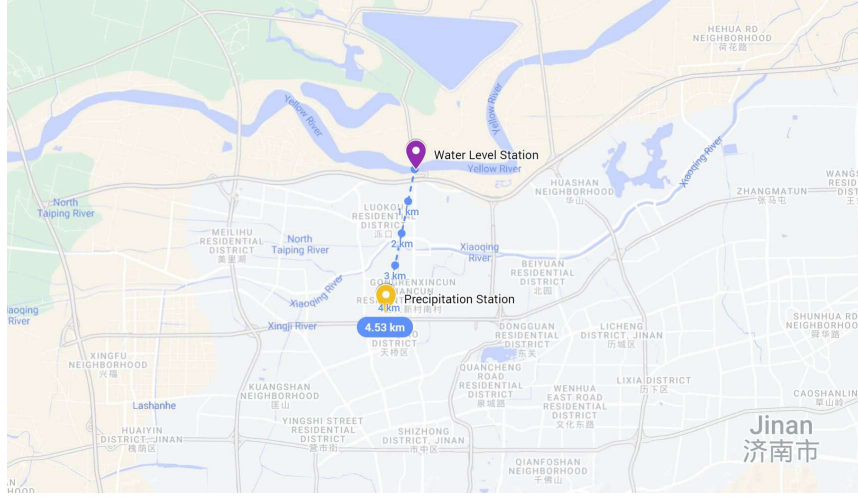 HEHUA RD
NEIGHBORHOOD
荷花路
Yellow River
Yellow River
Water Level Station
Yellow River
Xiaoqing River
HUASHAN
NEIGHBORHOOD
华山
ZHANGMATUN
张马屯
WANGS
DIST
王
North
Taiping River
LUOKOU
RESIDENTIAL
DISTRICT
泺口
1 km
MEILIHU
RESIDENTIAL
DISTRICT
美里湖
North
Taiping River
2 km
Xiaoqing
River
BEIYUAN
RESIDENTIAL
DISTRICT
北园
3 km
Xiaoqing River
Precipitation Station
新村南村
4 km
4.53 km
Xingji River
iaoqing
River
DISTRICT
天桥区
DONGGUAN
RESIDENTIAL
DISTRICT
东关
LICHENG
DISTRICT, JINAN
历城区
SHUNHUA RD
NEIGHBORHOOD
舜华路
XINGFU
NEIGHBORHOOD
兴福
QUANCHENG
ROAD
RESIDENTIAL
DISTRICT
泉城路
KUANGSHAN
NEIGHBORHOOD
匡山
WENHUA
EAST ROAD
RESIDENTIAL
DISTRICT
文化东路
LIXIA DISTRICT
历下区
CAOSHANLIN
草山岭
Lashanhe
YINGSHI STREET
RESIDENTIAL
DISTRICT
营市街
SHIZHONG
DISTRICT, JINAN
市中区
HUAIYIN
DISTRICT, JINAN
槐荫区
Jinan
济南市
QIANFOSHAN
NEIGHBORHOOD
千佛山